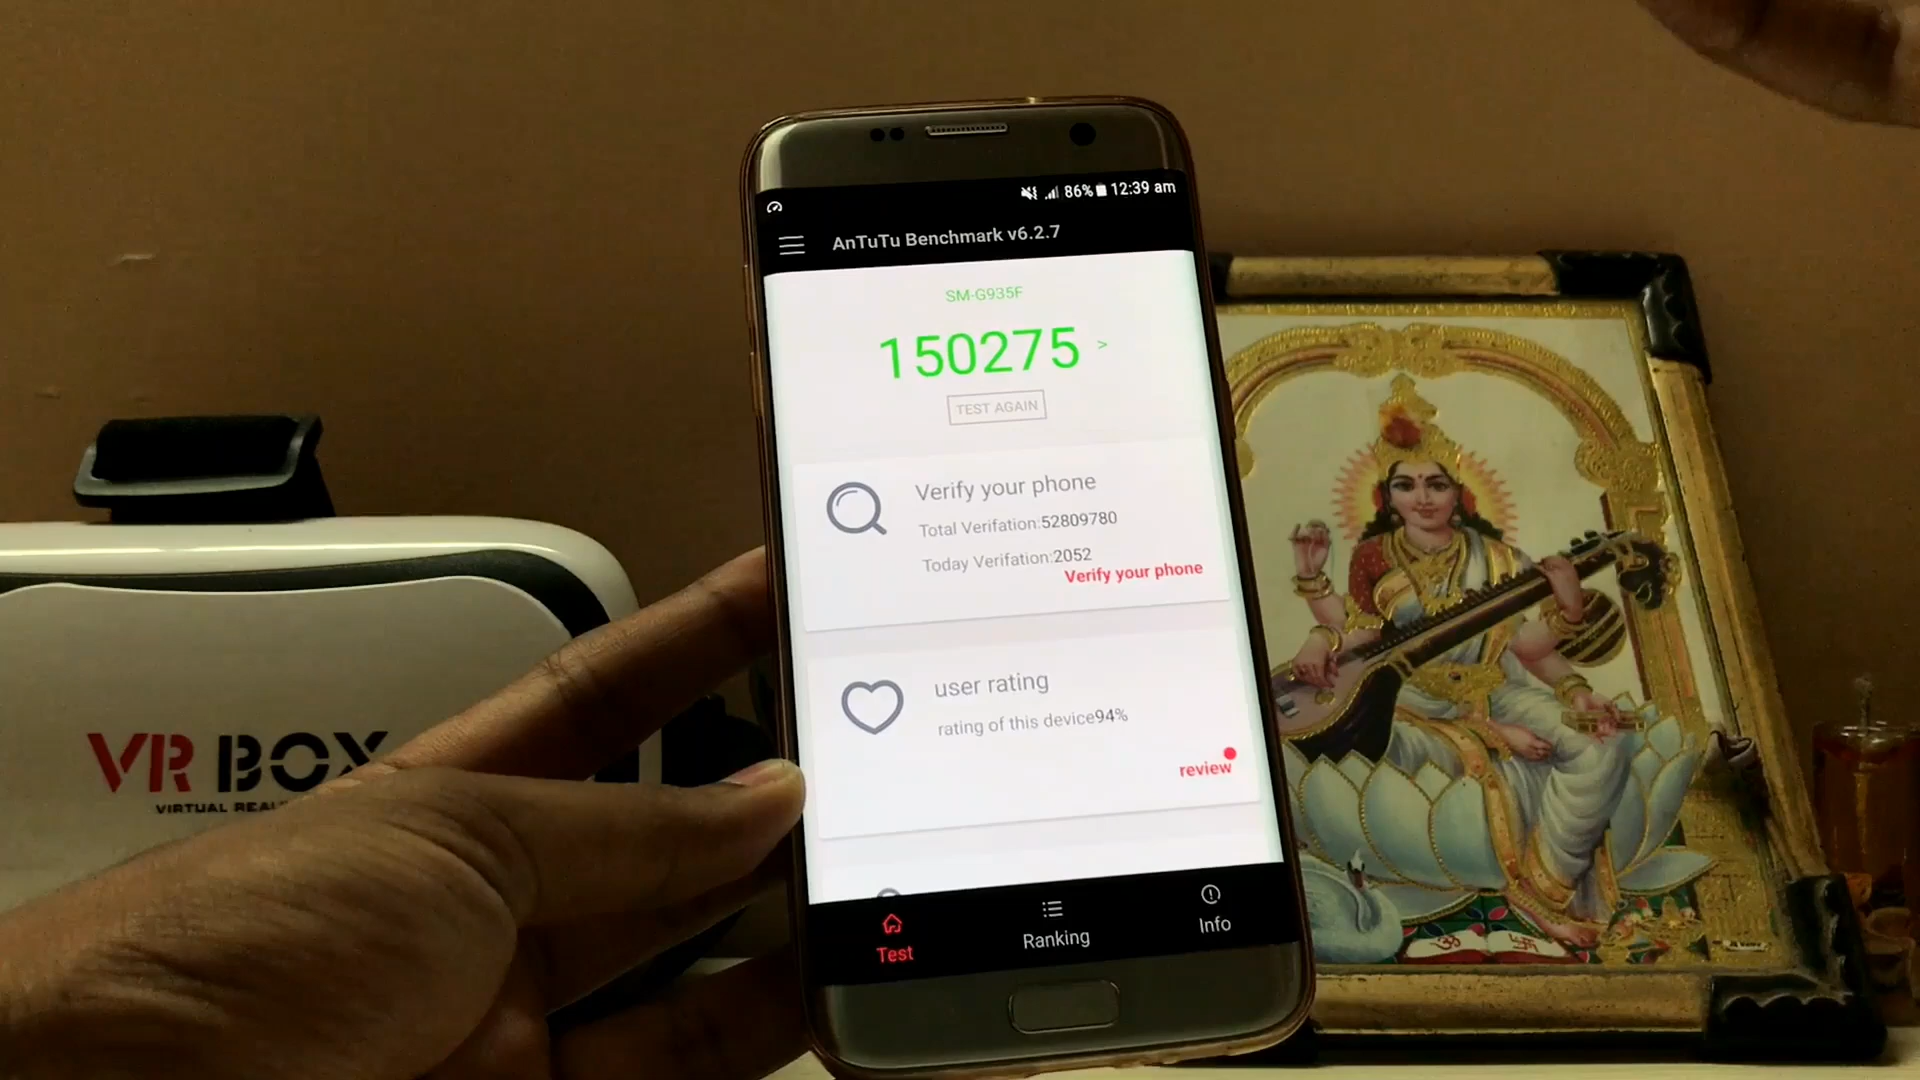 86% 12:39 am
AnTuTu Benchmark v6.2.7
SM-G935F
150275 >
TEST AGAIN
Verify your phone
Total Verifation:52809780
Today Verifation:2052
Verify your phone
user rating
rating of this device94%
review
Test
Ranking
Info
VR BOX
VIRTUAL
ॐ